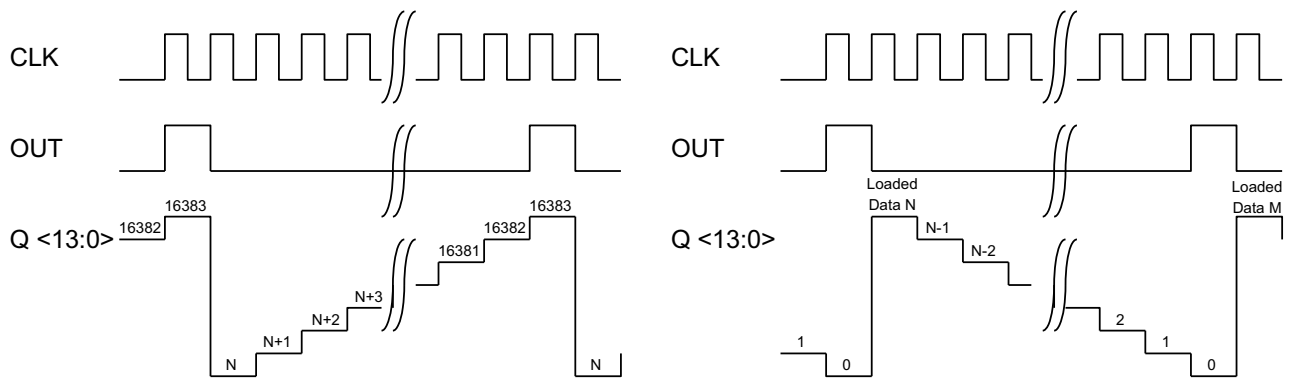 CLK
OUT
Q <13:0>
16382
16383
N
N+1
N+2
N+3
16381
16382
16383
N
CLK
OUT
Q <13:0>
1
0
Loaded
Data N
N-1
N-2
2
1
0
Loaded
Data M